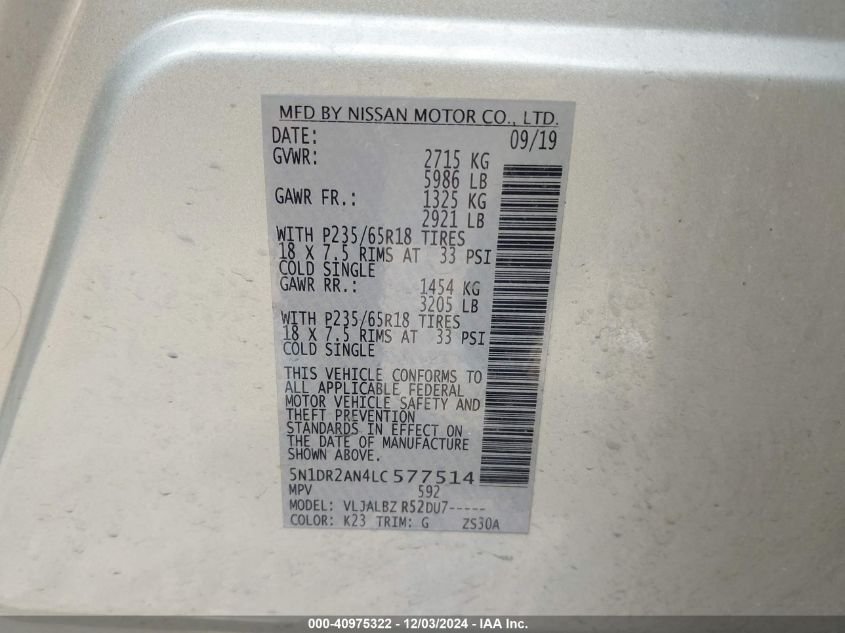 MFD BY NISSAN MOTOR CO., LTD.
DATE: 09/19
GVWR: 2715 KG
5986 LB
GAWR FR.: 1325 KG
2921 LB
WITH P235/65R18 TIRES
18 X 7.5 RIMS AT 33 PSI
COLD SINGLE
GAWR RR.: 1454 KG
3205 LB
WITH P235/65R18 TIRES
18 X 7.5 RIMS AT 33 PSI
COLD SINGLE
THIS VEHICLE CONFORMS TO
ALL APPLICABLE FEDERAL
MOTOR VEHICLE SAFETY AND
THEFT PREVENTION
STANDARDS IN EFFECT ON
THE DATE OF MANUFACTURE
SHOWN ABOVE.
5N1DR2AN4LC577514
MPV 592
MODEL: VLJALBZ R52DU7-----
COLOR: K23 TRIM: G ZS30A
000-40975322 - 12/03/2024 - IAA Inc.